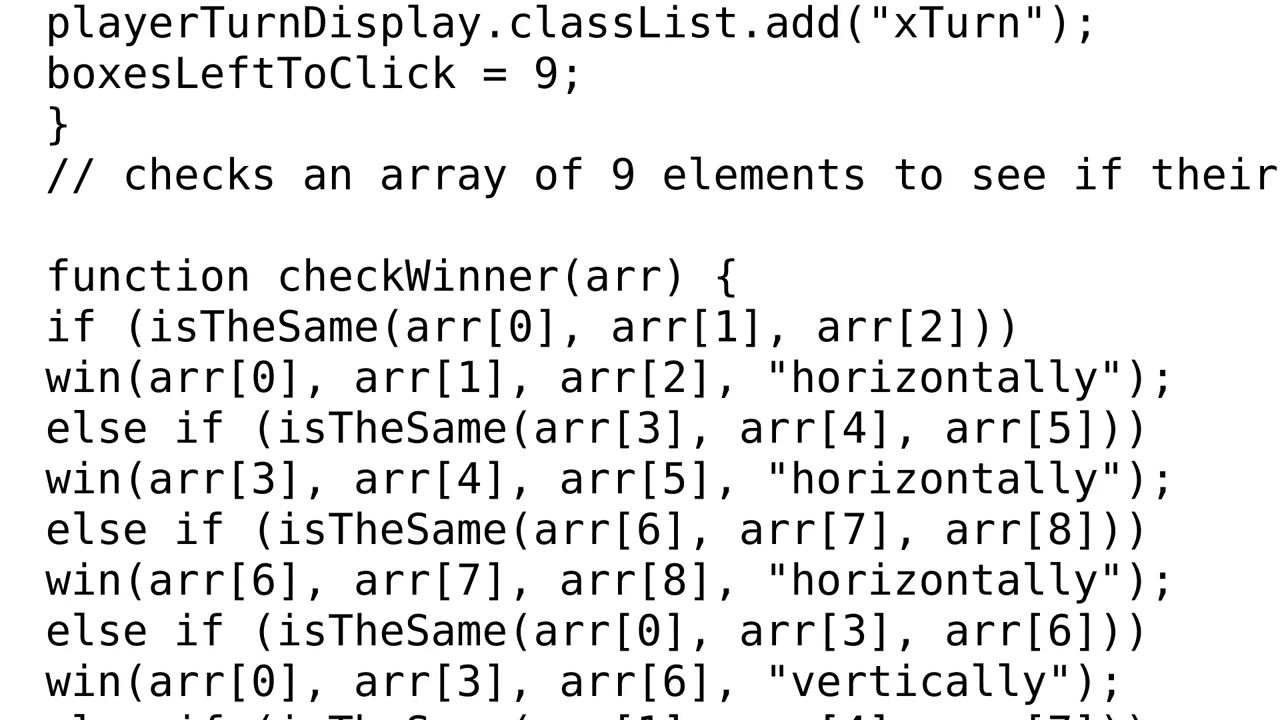 playerTurnDisplay.classList.add("xTurn");
boxesLeftToClick = 9;
}
// checks an array of 9 elements to see if their
function checkWinner(arr) {
if (isTheSame(arr[0], arr[1], arr[2]))
win(arr[0], arr[1], arr[2], "horizontally");
else if (isTheSame(arr[3], arr[4], arr[5]))
win(arr[3], arr[4], arr[5], "horizontally");
else if (isTheSame(arr[6], arr[7], arr[8]))
win(arr[6], arr[7], arr[8], "horizontally");
else if (isTheSame(arr[0], arr[3], arr[6]))
win(arr[0], arr[3], arr[6], "vertically");